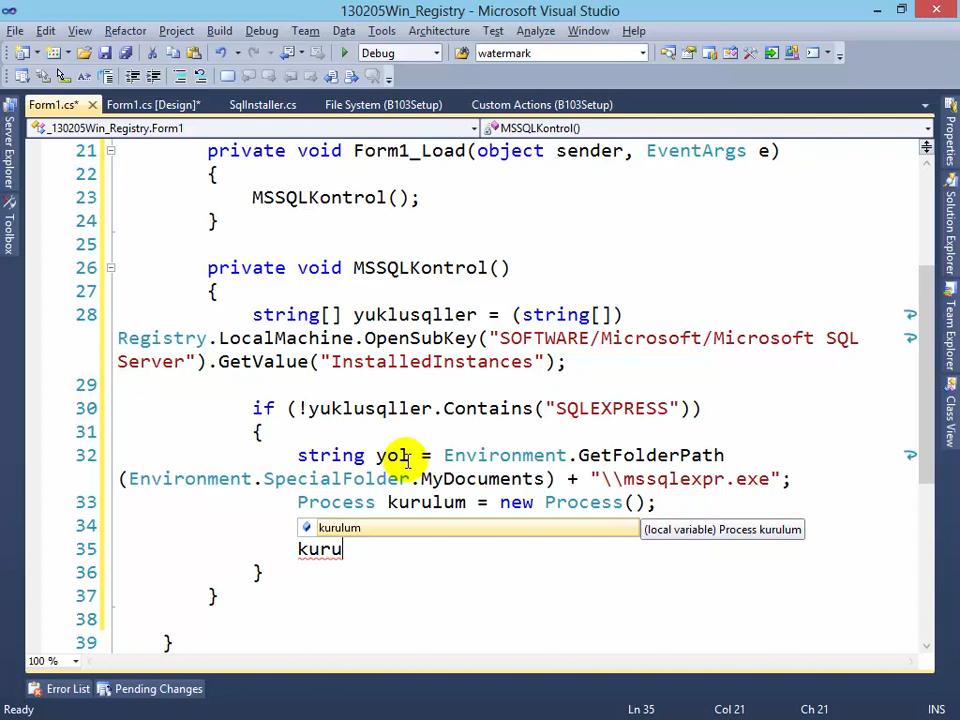 130205Win_Registry - Microsoft Visual Studio
File Edit View Refactor Project Build Debug Team Data Tools Architecture Test Analyze Window Help
Debug watermark
Form1.cs* Form1.cs [Design]* SqlInstaller.cs File System (B103Setup) Custom Actions (B103Setup)
_130205Win_Registry.Form1 MSSQLKontrol()
21 private void Form1_Load(object sender, EventArgs e)
22 {
23 MSSQLKontrol();
24 }
25
26 private void MSSQLKontrol()
27 {
28 string[] yuklusqller = (string[])
Registry.LocalMachine.OpenSubKey("SOFTWARE/Microsoft/Microsoft SQL
Server").GetValue("InstalledInstances");
29
30 if (!yuklusqller.Contains("SQLEXPRESS"))
31 {
32 string yol = Environment.GetFolderPath
(Environment.SpecialFolder.MyDocuments) + "\\mssqlexpr.exe";
33 Process kurulum = new Process();
34 kurulum (local variable) Process kurulum
35 kuru
36 }
37 }
38
39 }
100 %
Error List Pending Changes
Ready Ln 35 Col 21 Ch 21 INS
Server Explorer
Toolbox
Properties
Solution Explorer
Team Explorer
Class View